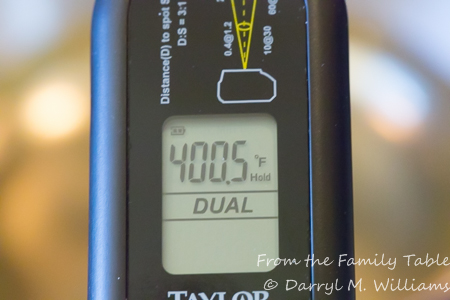 Distance(D) to spot S
D:S = 3:1
0.4@1.2
10@30
400.5 °F
Hold
DUAL
TAYLOR
From the Family Table
© Darryl M. Williams